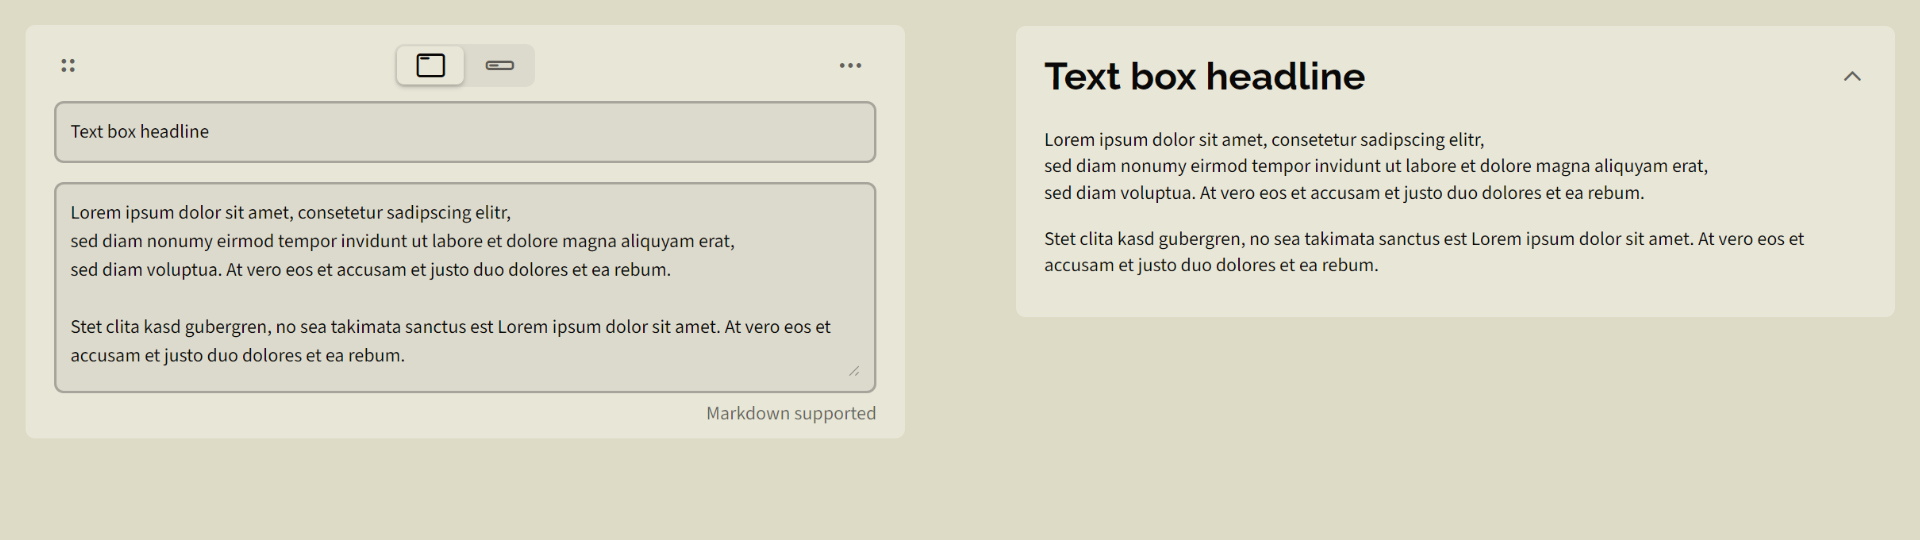 Text box headline
Lorem ipsum dolor sit amet, consetetur sadipscing elitr,
sed diam nonumy eirmod tempor invidunt ut labore et dolore magna aliquyam erat,
sed diam voluptua. At vero eos et accusam et justo duo dolores et ea rebum.
Stet clita kasd gubergren, no sea takimata sanctus est Lorem ipsum dolor sit amet. At vero eos et
accusam et justo duo dolores et ea rebum.
Markdown supported
Text box headline
Lorem ipsum dolor sit amet, consetetur sadipscing elitr,
sed diam nonumy eirmod tempor invidunt ut labore et dolore magna aliquyam erat,
sed diam voluptua. At vero eos et accusam et justo duo dolores et ea rebum.
Stet clita kasd gubergren, no sea takimata sanctus est Lorem ipsum dolor sit amet. At vero eos et
accusam et justo duo dolores et ea rebum.